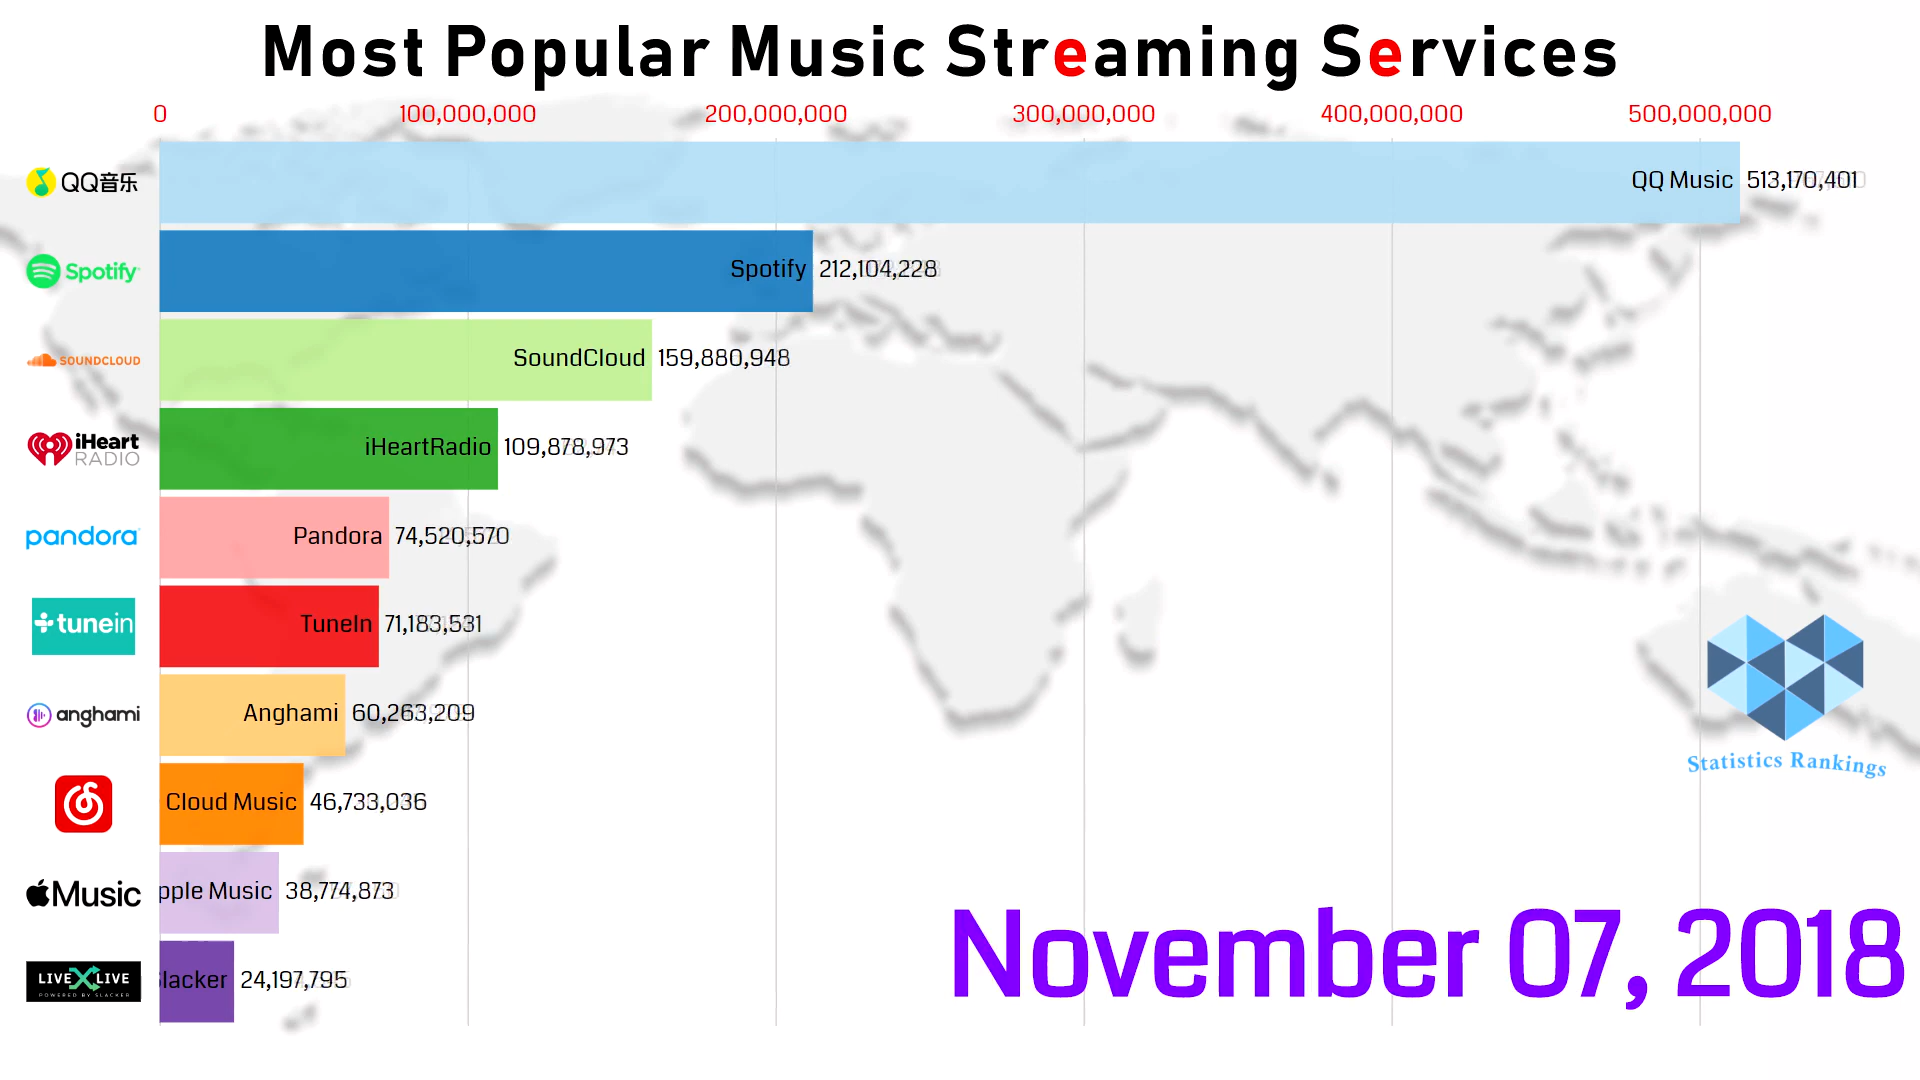 Most Popular Music Streaming Services
0 100,000,000 200,000,000 300,000,000 400,000,000 500,000,000
QQ音乐 QQ Music 513,170,401
Spotify Spotify 212,104,228
SOUNDCLOUD SoundCloud 159,880,948
iHeart
RADIO iHeartRadio 109,878,973
pandora Pandora 74,520,570
tunein TuneIn 71,183,531
anghami Anghami 60,263,209
Cloud Music 46,733,036
Music pple Music 38,774,873
LIVE X LIVE
POWERED BY SLACKER lacker 24,197,795
Statistics Rankings
November 07, 2018